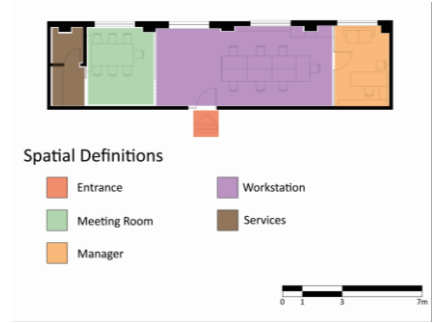 Spatial Definitions
Entrance
Workstation
Meeting Room
Services
Manager
0 1 3 7m